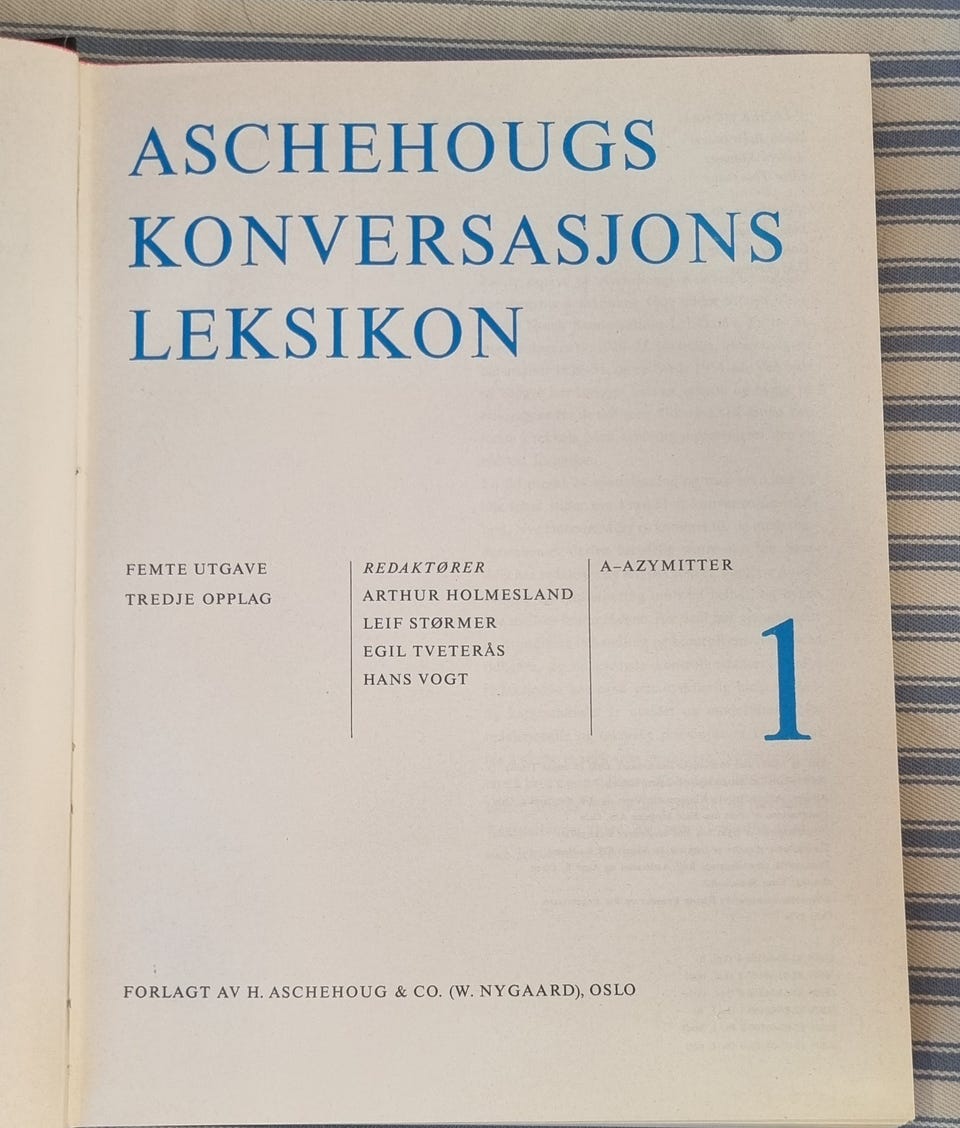 ASCHEHOUGS
KONVERSASJONS
LEKSIKON
FEMTE UTGAVE
TREDJE OPPLAG
REDAKTØRER
ARTHUR HOLMESLAND
LEIF STØRMER
EGIL TVETERÅS
HANS VOGT
A–AZYMITTER
1
FORLAGT AV H. ASCHEHOUG & CO. (W. NYGAARD), OSLO